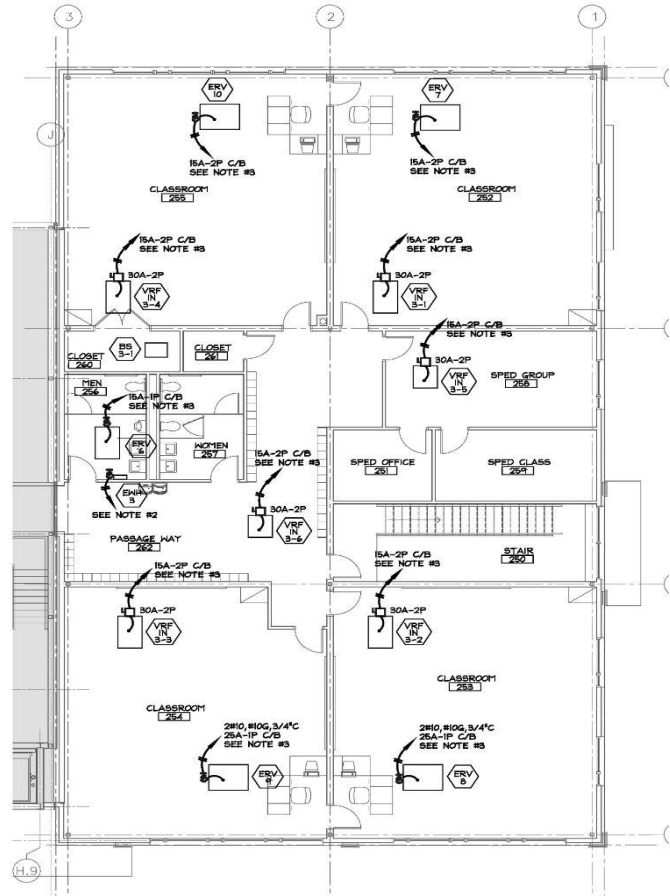 3
2
1
ERV
10
ERV
7
J
15A-2P C/B
SEE NOTE #3
15A-2P C/B
SEE NOTE #3
CLASSROOM
255
CLASSROOM
252
15A-2P C/B
SEE NOTE #3
15A-2P C/B
SEE NOTE #3
30A-2P
VRF
IN
3-4
30A-2P
VRF
IN
3-1
15A-2P C/B
SEE NOTE #3
BS
3-1
CLOSET
260
CLOSET
261
30A-2P
VRF
IN
3-5
SPED GROUP
258
MEN
256
15A-1P C/B
SEE NOTE #3
ERV
6
WOMEN
257
15A-2P C/B
SEE NOTE #3
SPED OFFICE
251
SPED CLASS
259
EWH
3
SEE NOTE #2
30A-2P
VRF
IN
3-6
PASSAGE WAY
262
STAIR
250
15A-2P C/B
SEE NOTE #3
15A-2P C/B
SEE NOTE #3
30A-2P
VRF
IN
3-3
30A-2P
VRF
IN
3-2
CLASSROOM
254
CLASSROOM
253
2#10,#10G,3/4"C
25A-1P C/B
SEE NOTE #3
2#10,#10G,3/4"C
25A-1P C/B
SEE NOTE #3
ERV
ERV
8
H.9